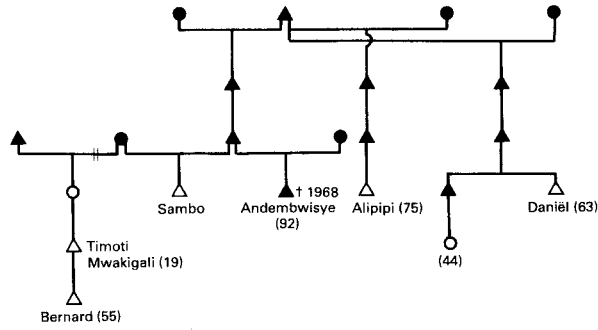 † 1968
Sambo
Andembwisye
(92)
Alipipi (75)
Daniël (63)
Timoti
Mwakigali (19)
(44)
Bernard (55)